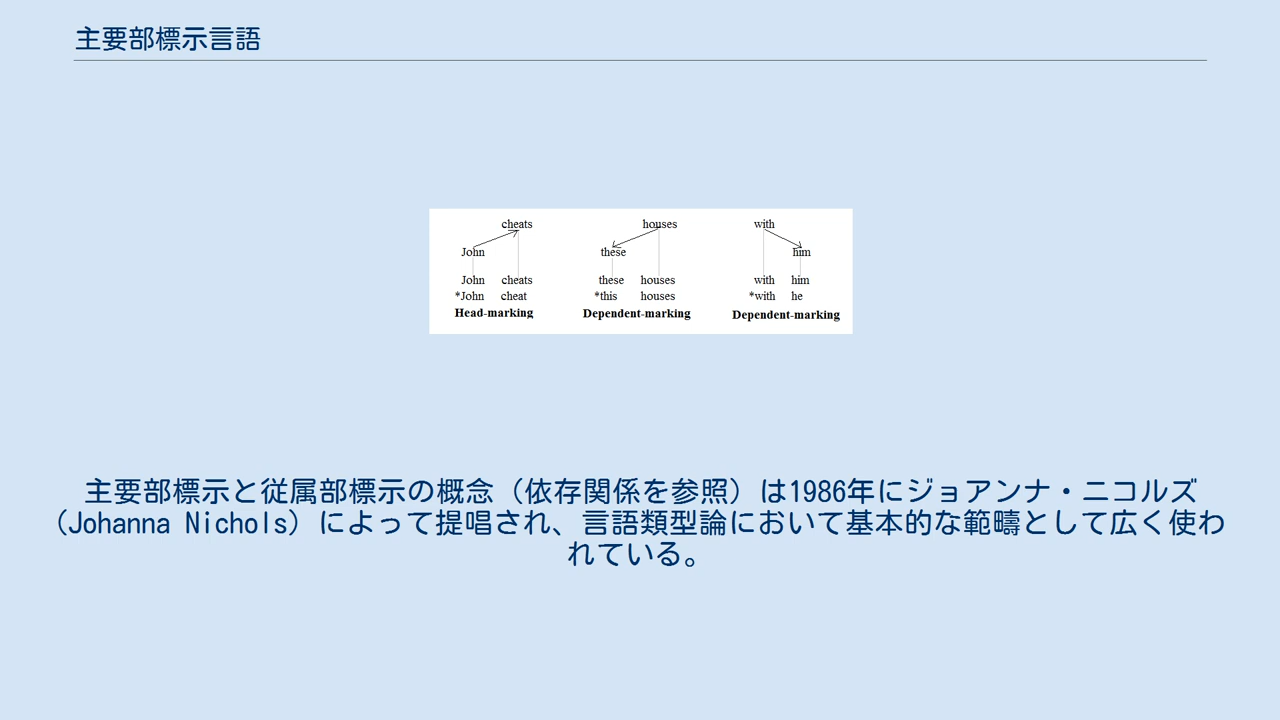 主要部標示言語
cheats houses with
John these him
John cheats these houses with him
*John cheat *this houses *with he
Head-marking Dependent-marking Dependent-marking
主要部標示と従属部標示の概念（依存関係を参照）は1986年にジョアンナ・ニコルズ
（Johanna Nichols）によって提唱され、言語類型論において基本的な範疇として広く使わ
れている。